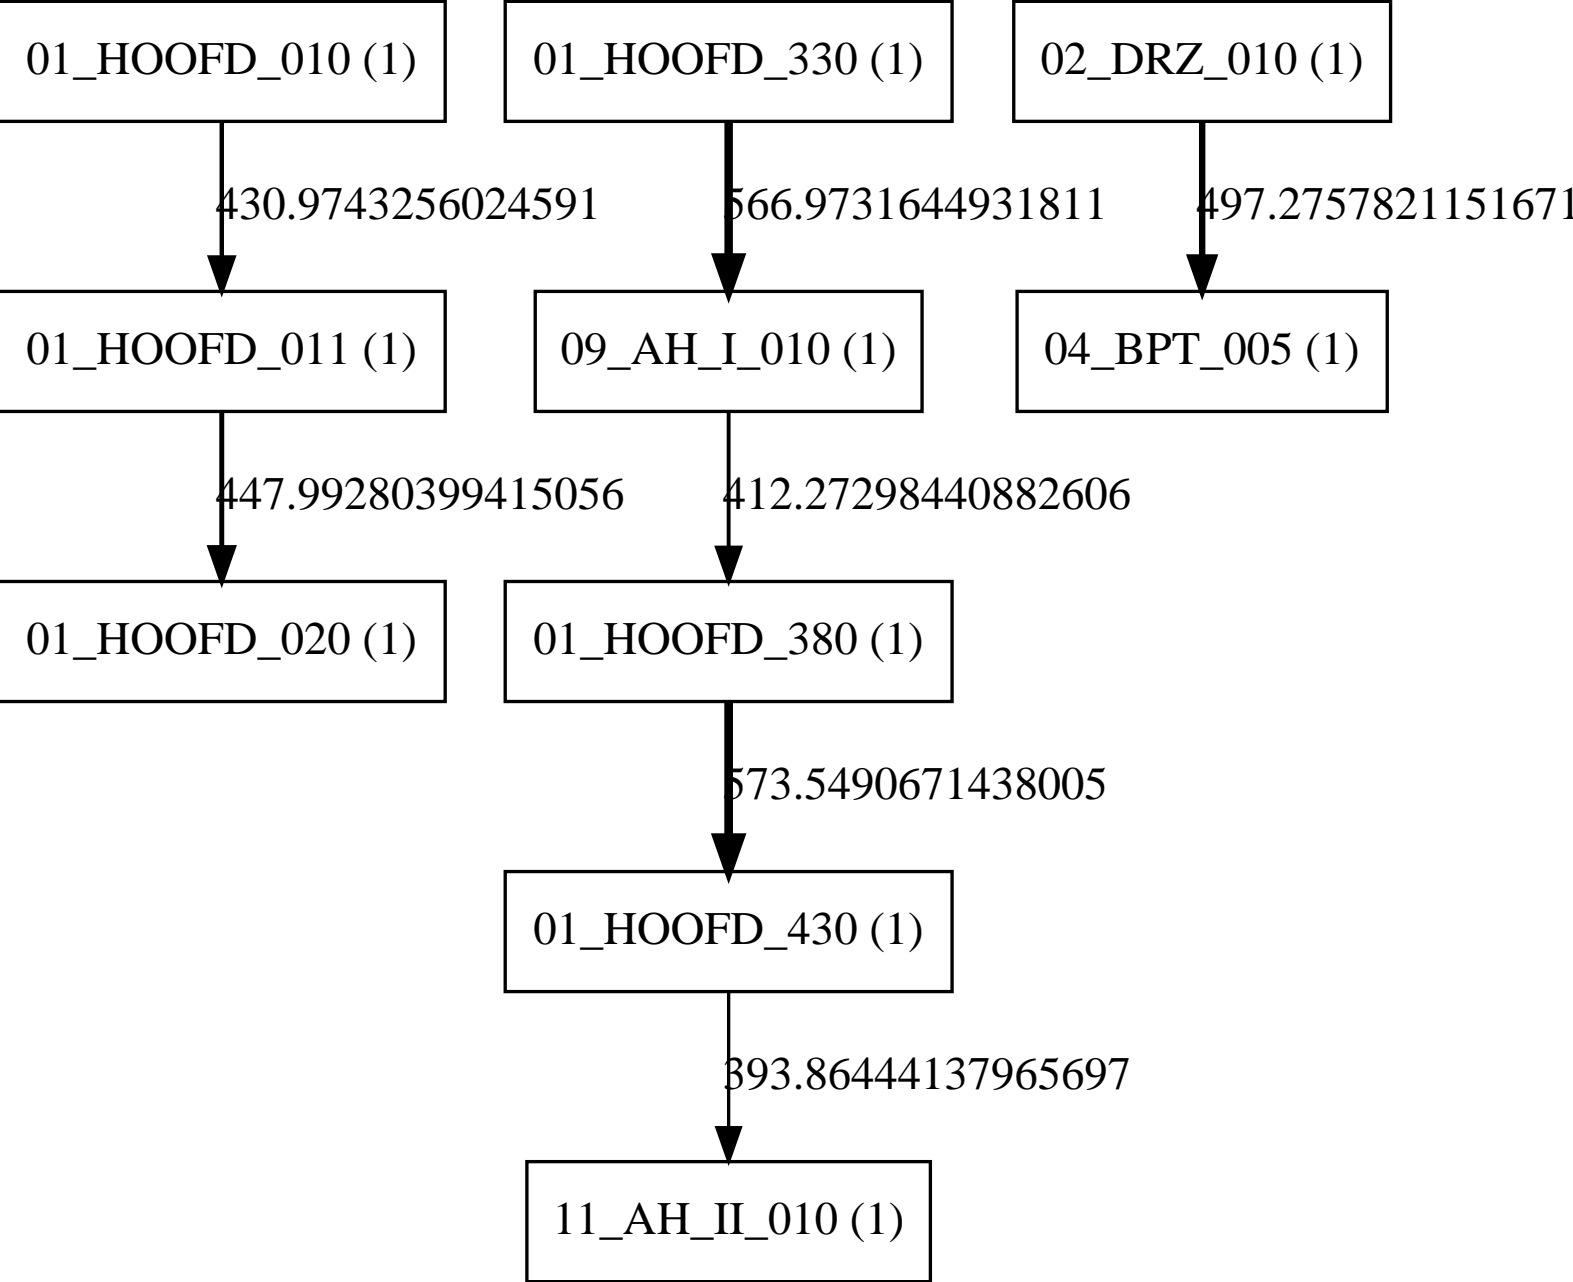 01_HOOFD_010 (1)
01_HOOFD_330 (1)
02_DRZ_010 (1)
430.9743256024591
566.9731644931811
497.2757821151671
01_HOOFD_011 (1)
09_AH_I_010 (1)
04_BPT_005 (1)
447.99280399415056
412.27298440882606
01_HOOFD_020 (1)
01_HOOFD_380 (1)
573.5490671438005
01_HOOFD_430 (1)
393.86444137965697
11_AH_II_010 (1)